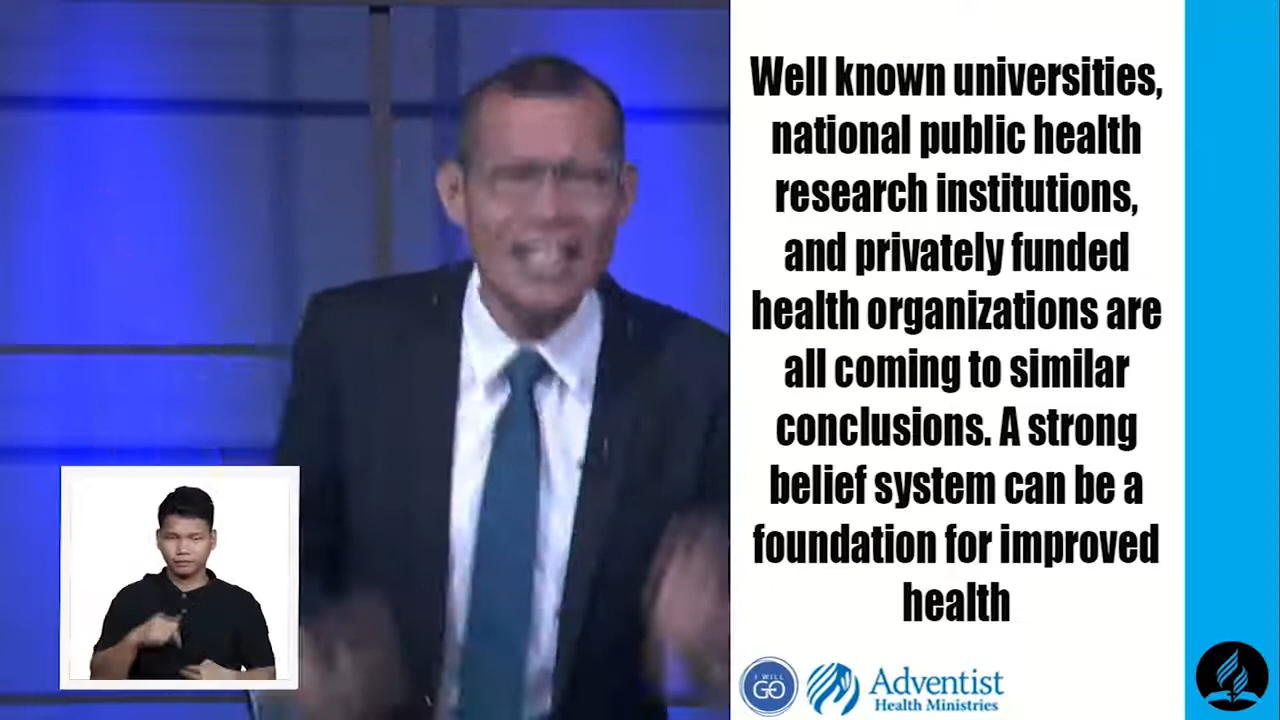 Well known universities,
national public health
research institutions,
and privately funded
health organizations are
all coming to similar
conclusions. A strong
belief system can be a
foundation for improved
health
I WILL
GO
Adventist
Health Ministries